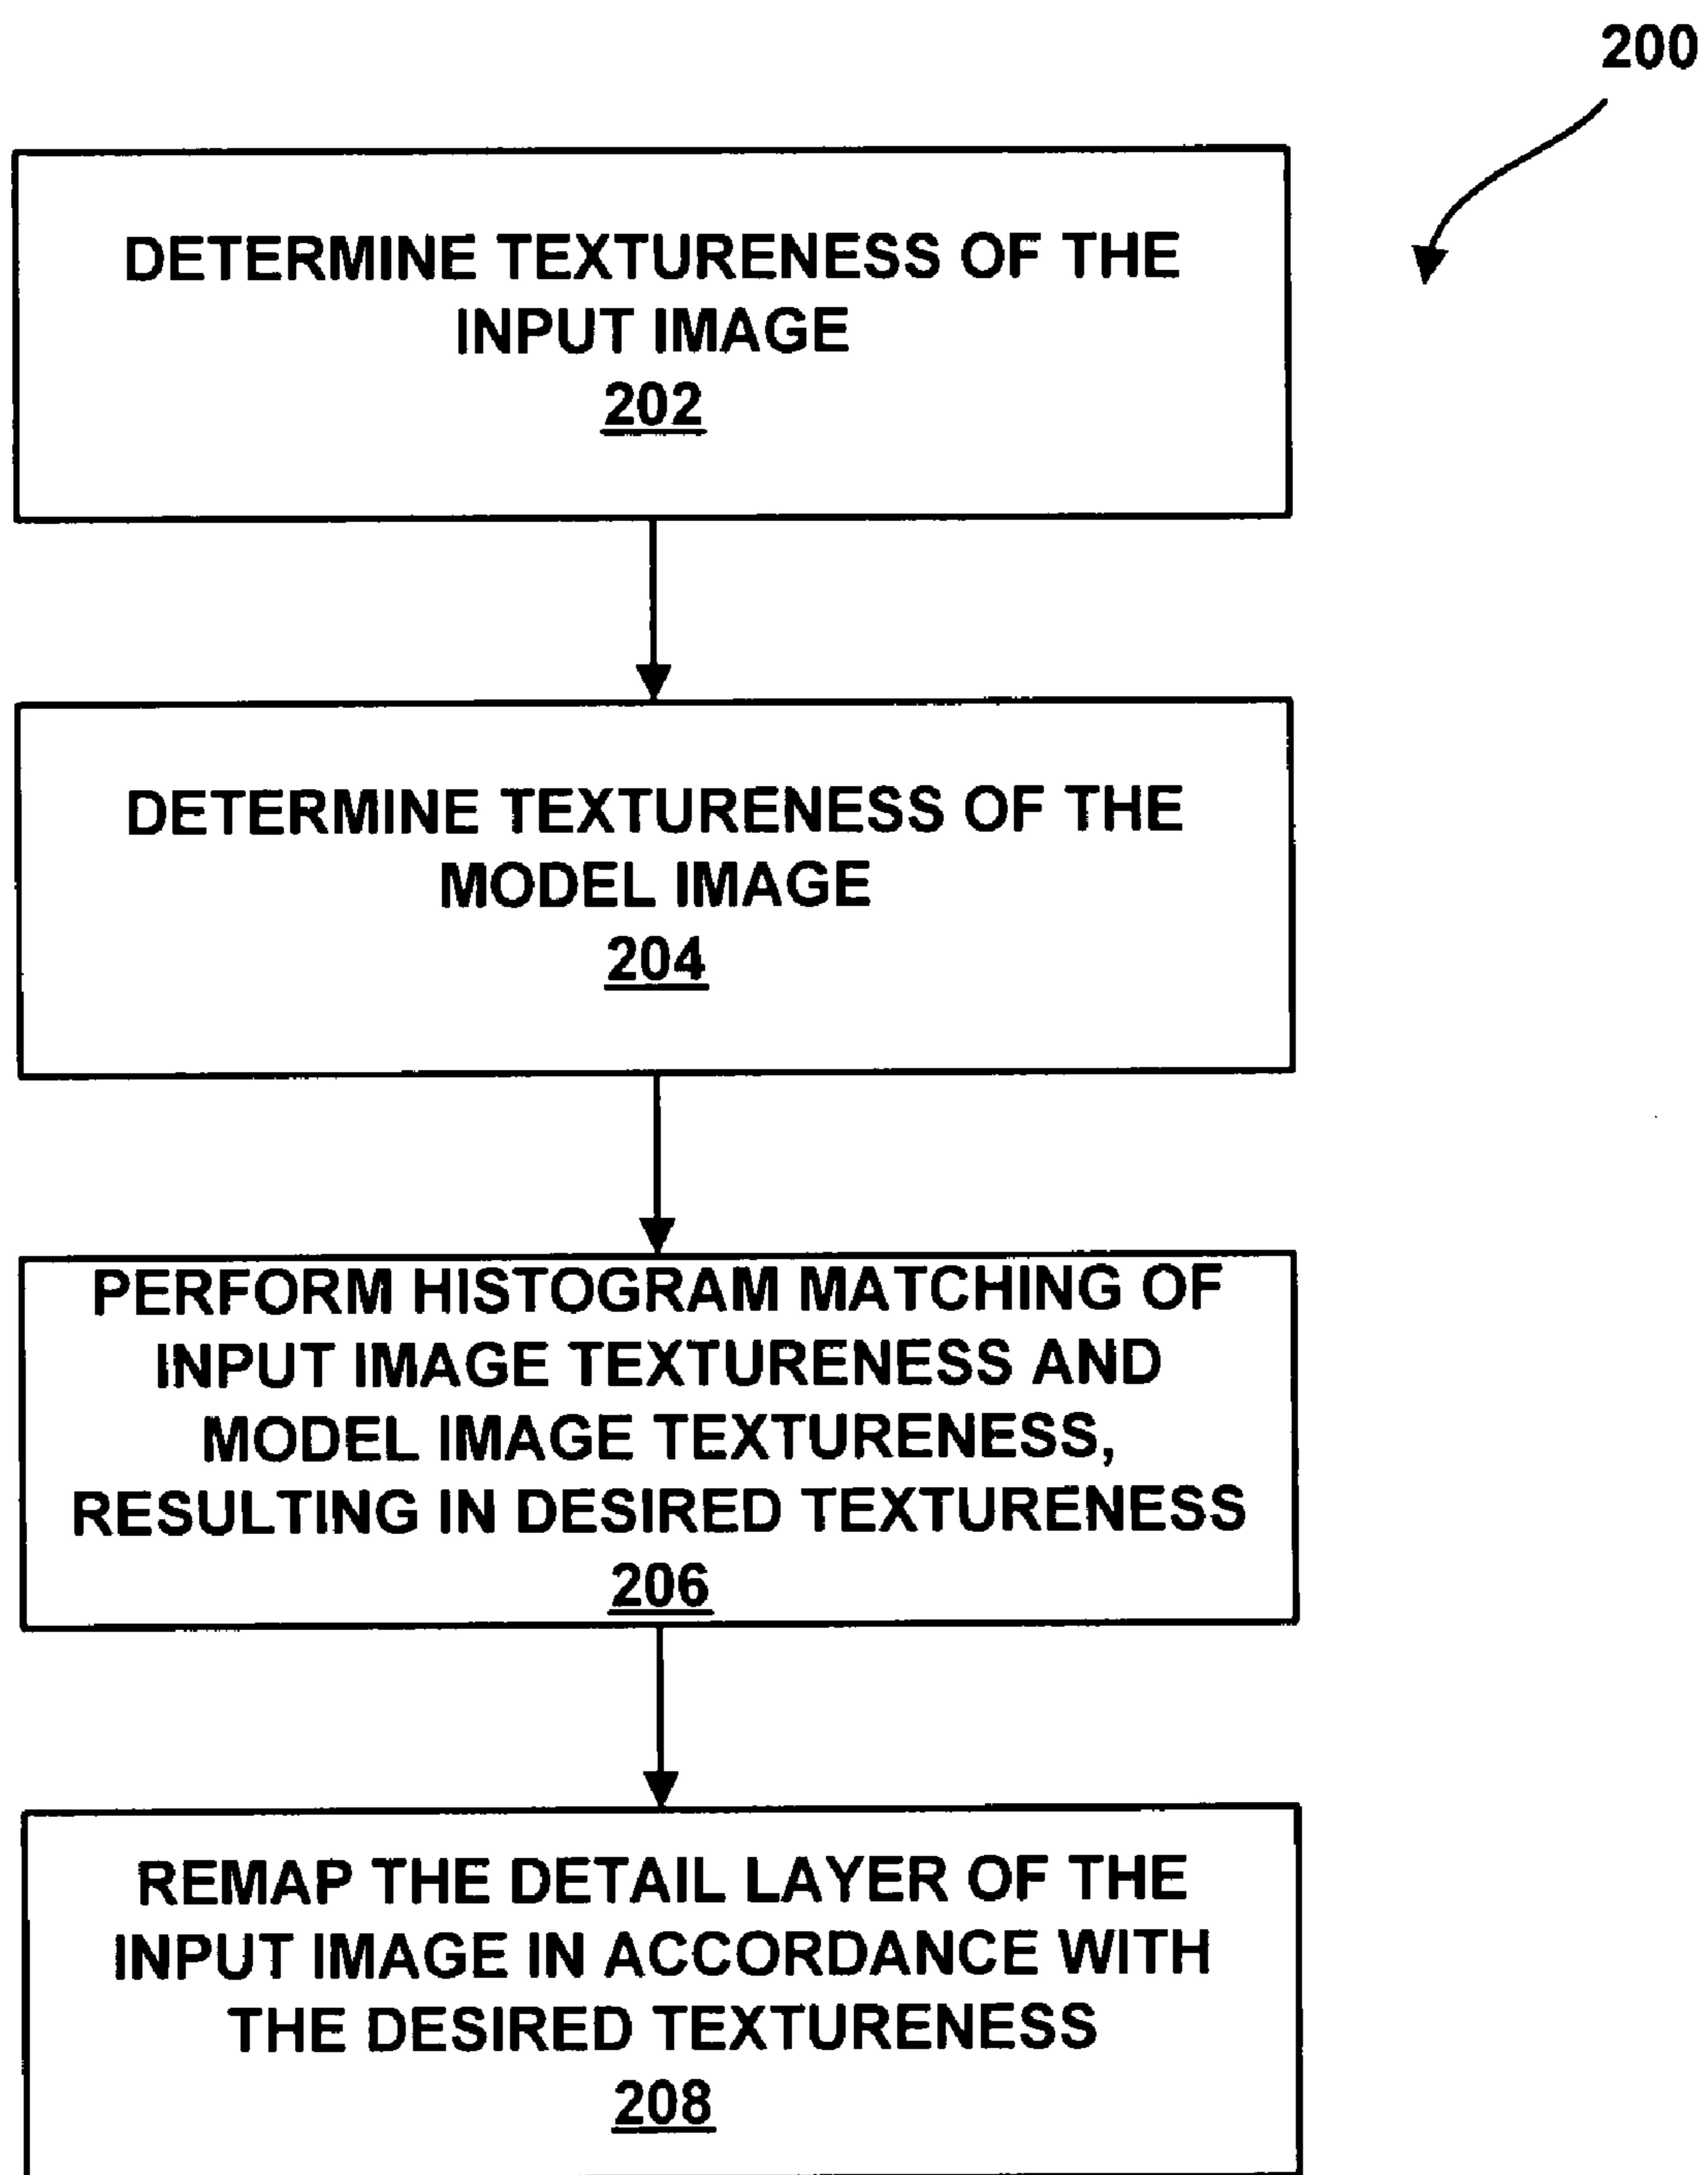 200
DETERMINE TEXTURENESS OF THE
INPUT IMAGE
202
DETERMINE TEXTURENESS OF THE
MODEL IMAGE
204
PERFORM HISTOGRAM MATCHING OF
INPUT IMAGE TEXTURENESS AND
MODEL IMAGE TEXTURENESS,
RESULTING IN DESIRED TEXTURENESS
206
REMAP THE DETAIL LAYER OF THE
INPUT IMAGE IN ACCORDANCE WITH
THE DESIRED TEXTURENESS
208